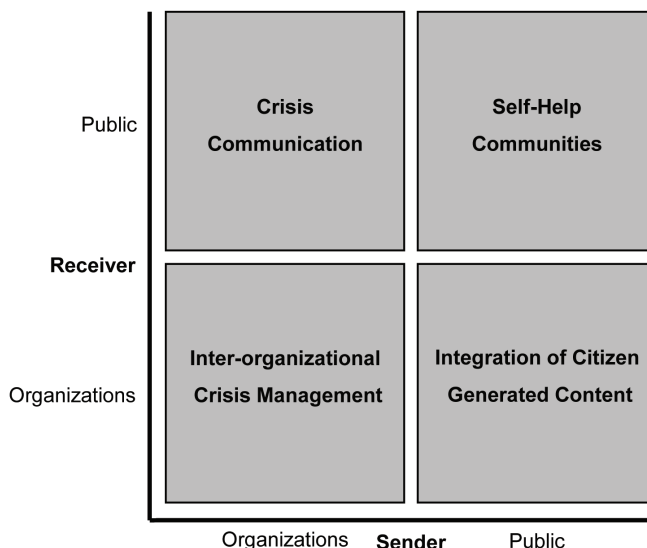 Crisis
Communication
Self-Help
Communities
Public
Receiver
Inter-organizational
Crisis Management
Integration of Citizen
Generated Content
Organizations
Organizations
Sender
Public